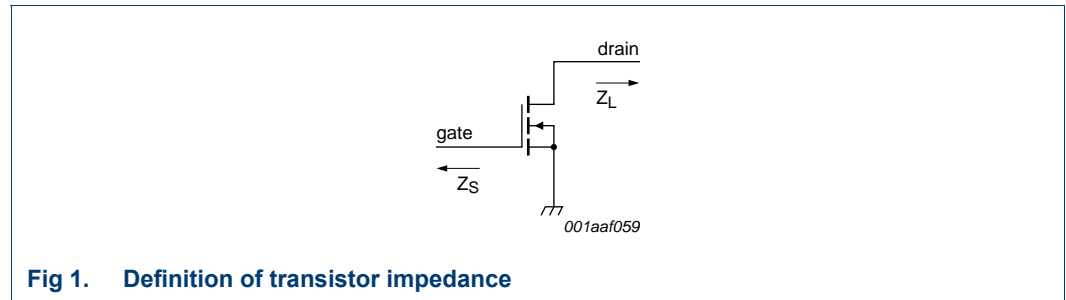 drain
Z_L
gate
Z_S
001aaf059
Fig 1. Definition of transistor impedance